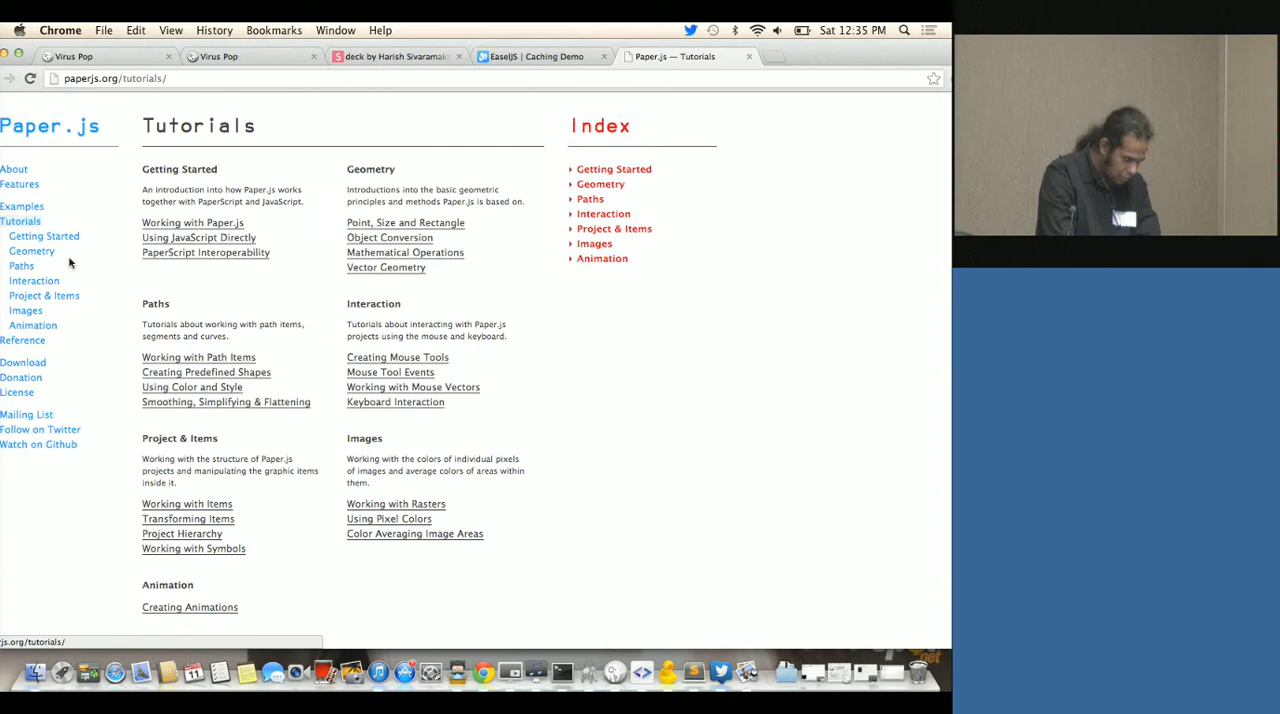 Chrome File Edit View History Bookmarks Window Help Sat 12:35 PM
Virus Pop Virus Pop deck by Harish Sivaramak EaselJS | Caching Demo Paper.js — Tutorials
paperjs.org/tutorials/
Paper.js
About
Features
Examples
Tutorials
Getting Started
Geometry
Paths
Interaction
Project & Items
Images
Animation
Reference
Download
Donation
License
Mailing List
Follow on Twitter
Watch on Github
Tutorials
Getting Started
An introduction into how Paper.js works
together with PaperScript and JavaScript.
Working with Paper.js
Using JavaScript Directly
PaperScript Interoperability
Geometry
Introductions into the basic geometric
principles and methods Paper.js is based on.
Point, Size and Rectangle
Object Conversion
Mathematical Operations
Vector Geometry
Paths
Tutorials about working with path items,
segments and curves.
Working with Path Items
Creating Predefined Shapes
Using Color and Style
Smoothing, Simplifying & Flattening
Interaction
Tutorials about interacting with Paper.js
projects using the mouse and keyboard.
Creating Mouse Tools
Mouse Tool Events
Working with Mouse Vectors
Keyboard Interaction
Project & Items
Working with the structure of Paper.js
projects and manipulating the graphic items
inside it.
Working with Items
Transforming Items
Project Hierarchy
Working with Symbols
Images
Working with the colors of individual pixels
of images and average colors of areas within
them.
Working with Rasters
Using Pixel Colors
Color Averaging Image Areas
Animation
Creating Animations
Index
Getting Started
Geometry
Paths
Interaction
Project & Items
Images
Animation
rjs.org/tutorials/
11